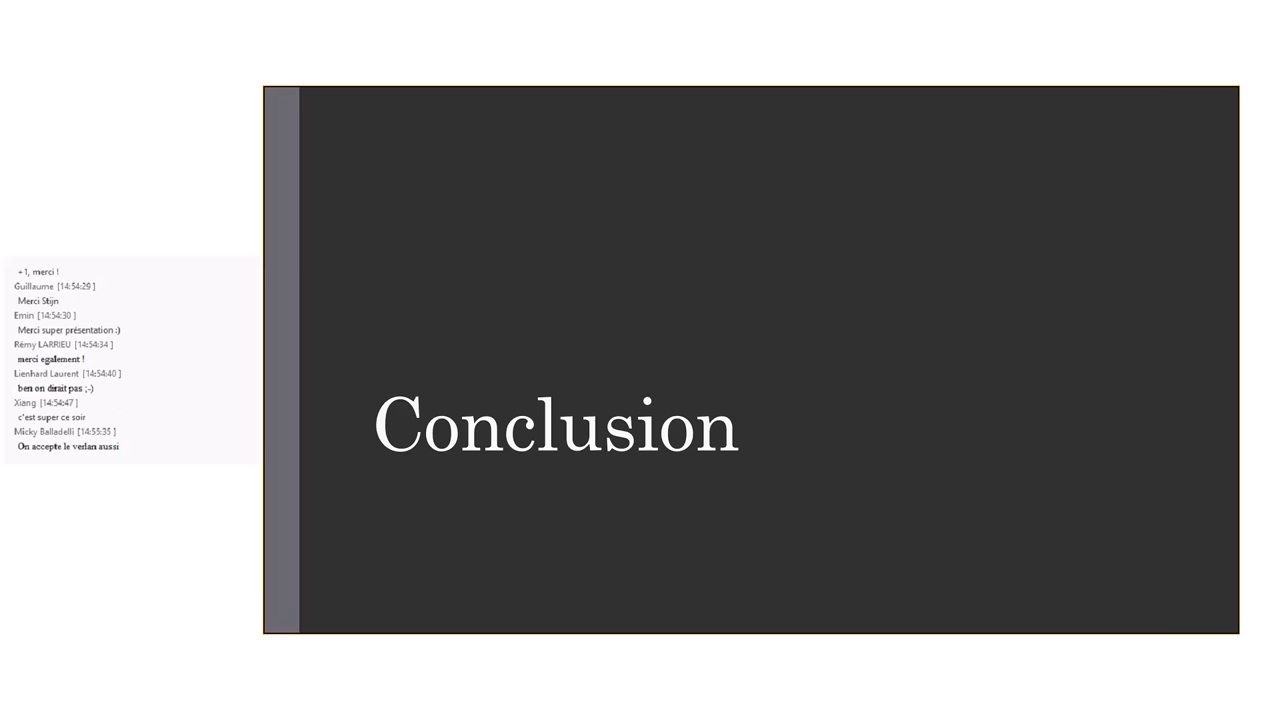 +1, merci !
Guillaume [14:54:29 ]
Merci Stijn
Emin [14:54:30 ]
Merci super présentation :)
Rémy LARRIEU [14:54:34 ]
merci egalement !
Lienhard Laurent [14:54:40 ]
ben on dirait pas ;-)
Xiang [14:54:47 ]
c'est super ce soir
Micky Balladelli [14:55:35 ]
On accepte le verlan aussi
Conclusion